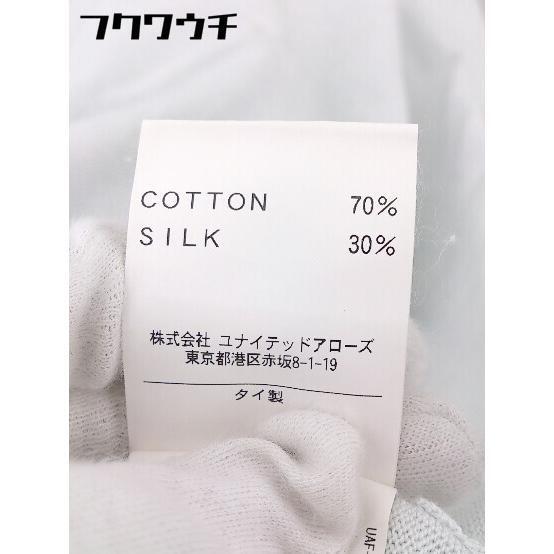 フクワウチ
COTTON 70%
SILK 30%
株式会社 ユナイテッドアローズ
東京都港区赤坂8-1-19
タイ製
UAF-